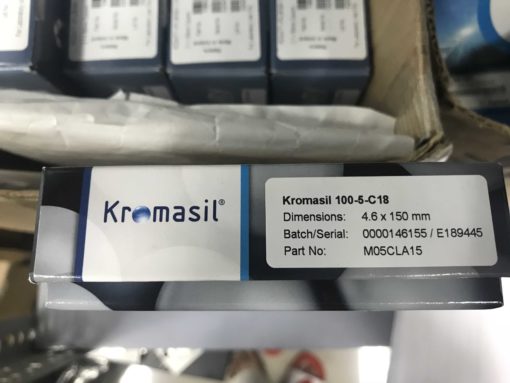 Kromasil®
Kromasil 100-5-C18
Dimensions: 4.6 x 150 mm
Batch/Serial: 0000146155 / E189445
Part No: M05CLA15